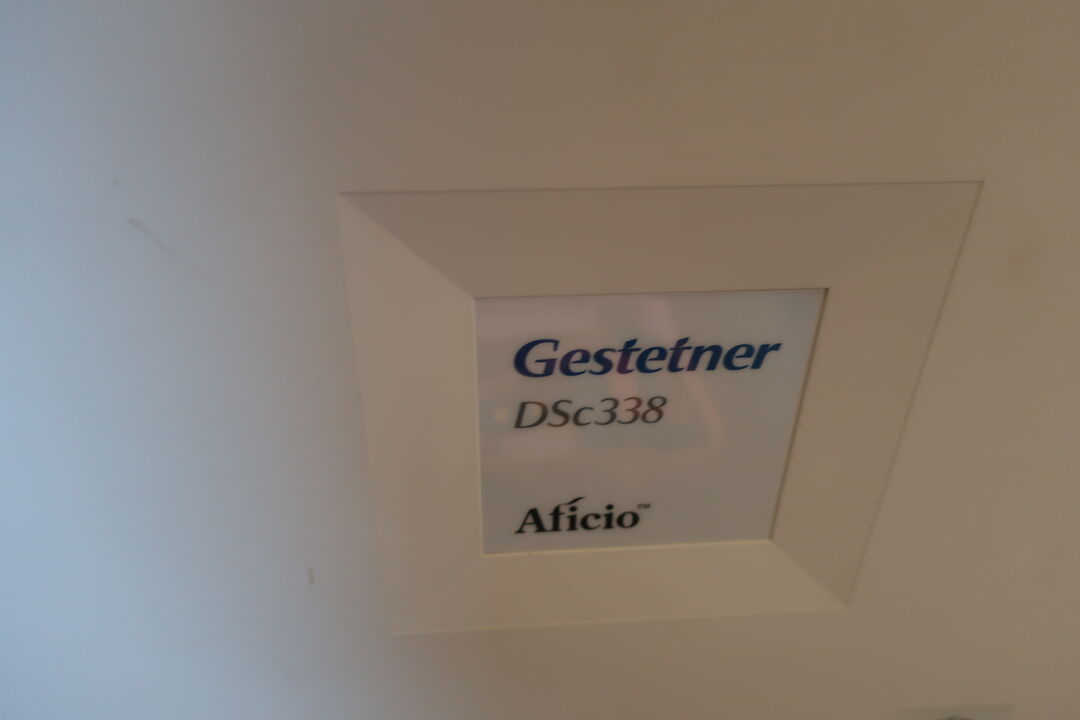 Gestetner
DSc338
Aficio™